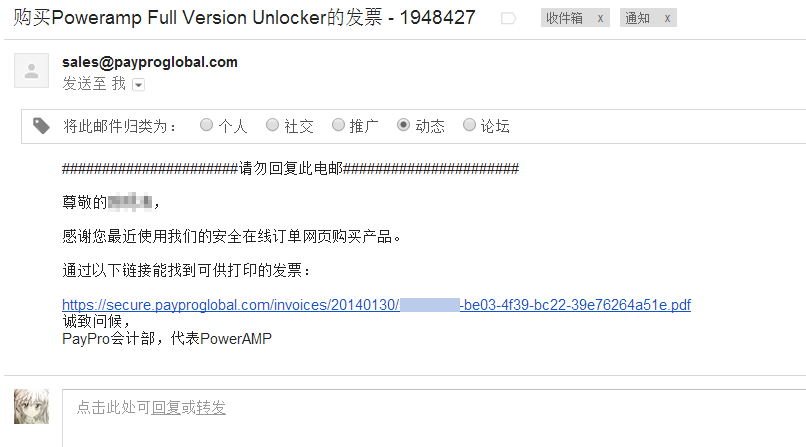 购买Poweramp Full Version Unlocker的发票 - 1948427 收件箱 x 通知 x
sales@payproglobal.com
发送至 我
将此邮件归类为： 个人 社交 推广 动态 论坛
######################请勿回复此电邮######################
尊敬的 ，
感谢您最近使用我们的安全在线订单网页购买产品。
通过以下链接能找到可供打印的发票：
https://secure.payproglobal.com/invoices/20140130/ -be03-4f39-bc22-39e76264a51e.pdf
诚致问候，
PayPro会计部，代表PowerAMP
点击此处可回复或转发